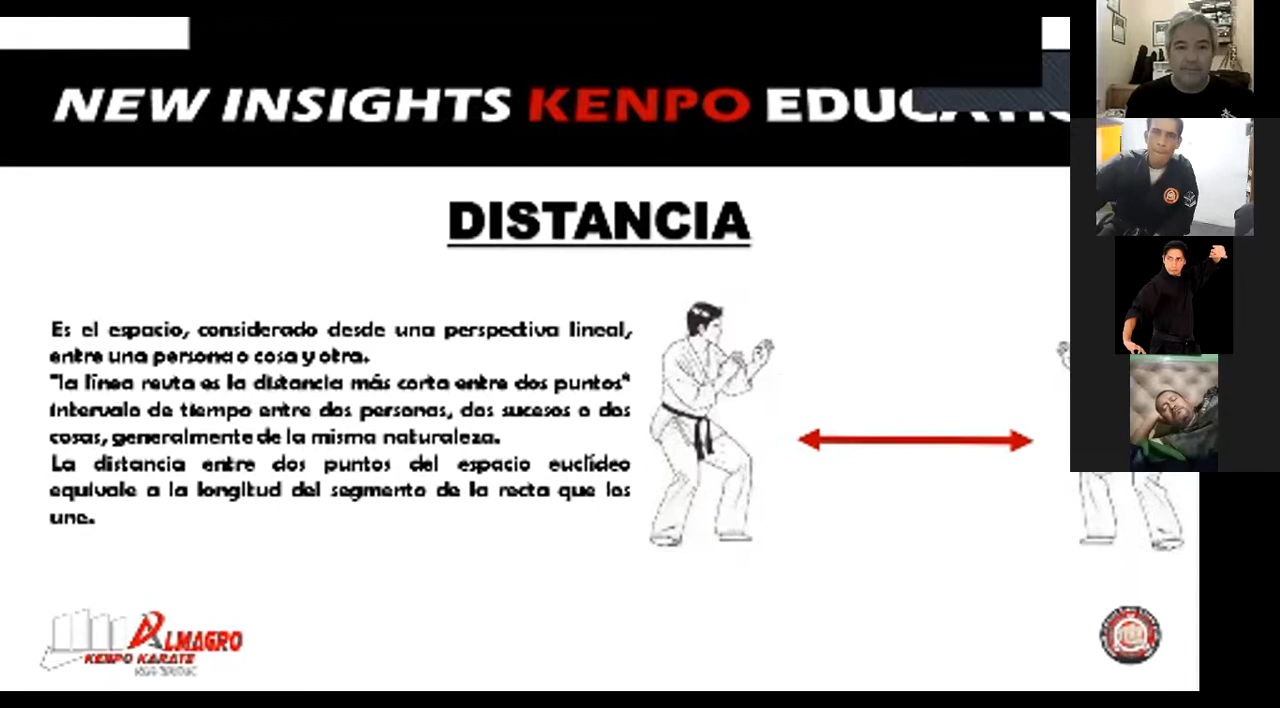 NEW INSIGHTS KENPO EDUCATIO
DISTANCIA
Es el espacio, considerado desde una perspectiva lineal,
entre una persona o cosa y otra.
"la línea reuta es la distancia más corta entre dos puntos"
Intervalo de tiempo entre dos personas, dos sucesos o dos
cosas, generalmente de la misma naturaleza.
La distancia entre dos puntos del espacio euclídeo
equivale a la longitud del segmento de la recta que los
une.
ALMAGRO
KENPO KARATE